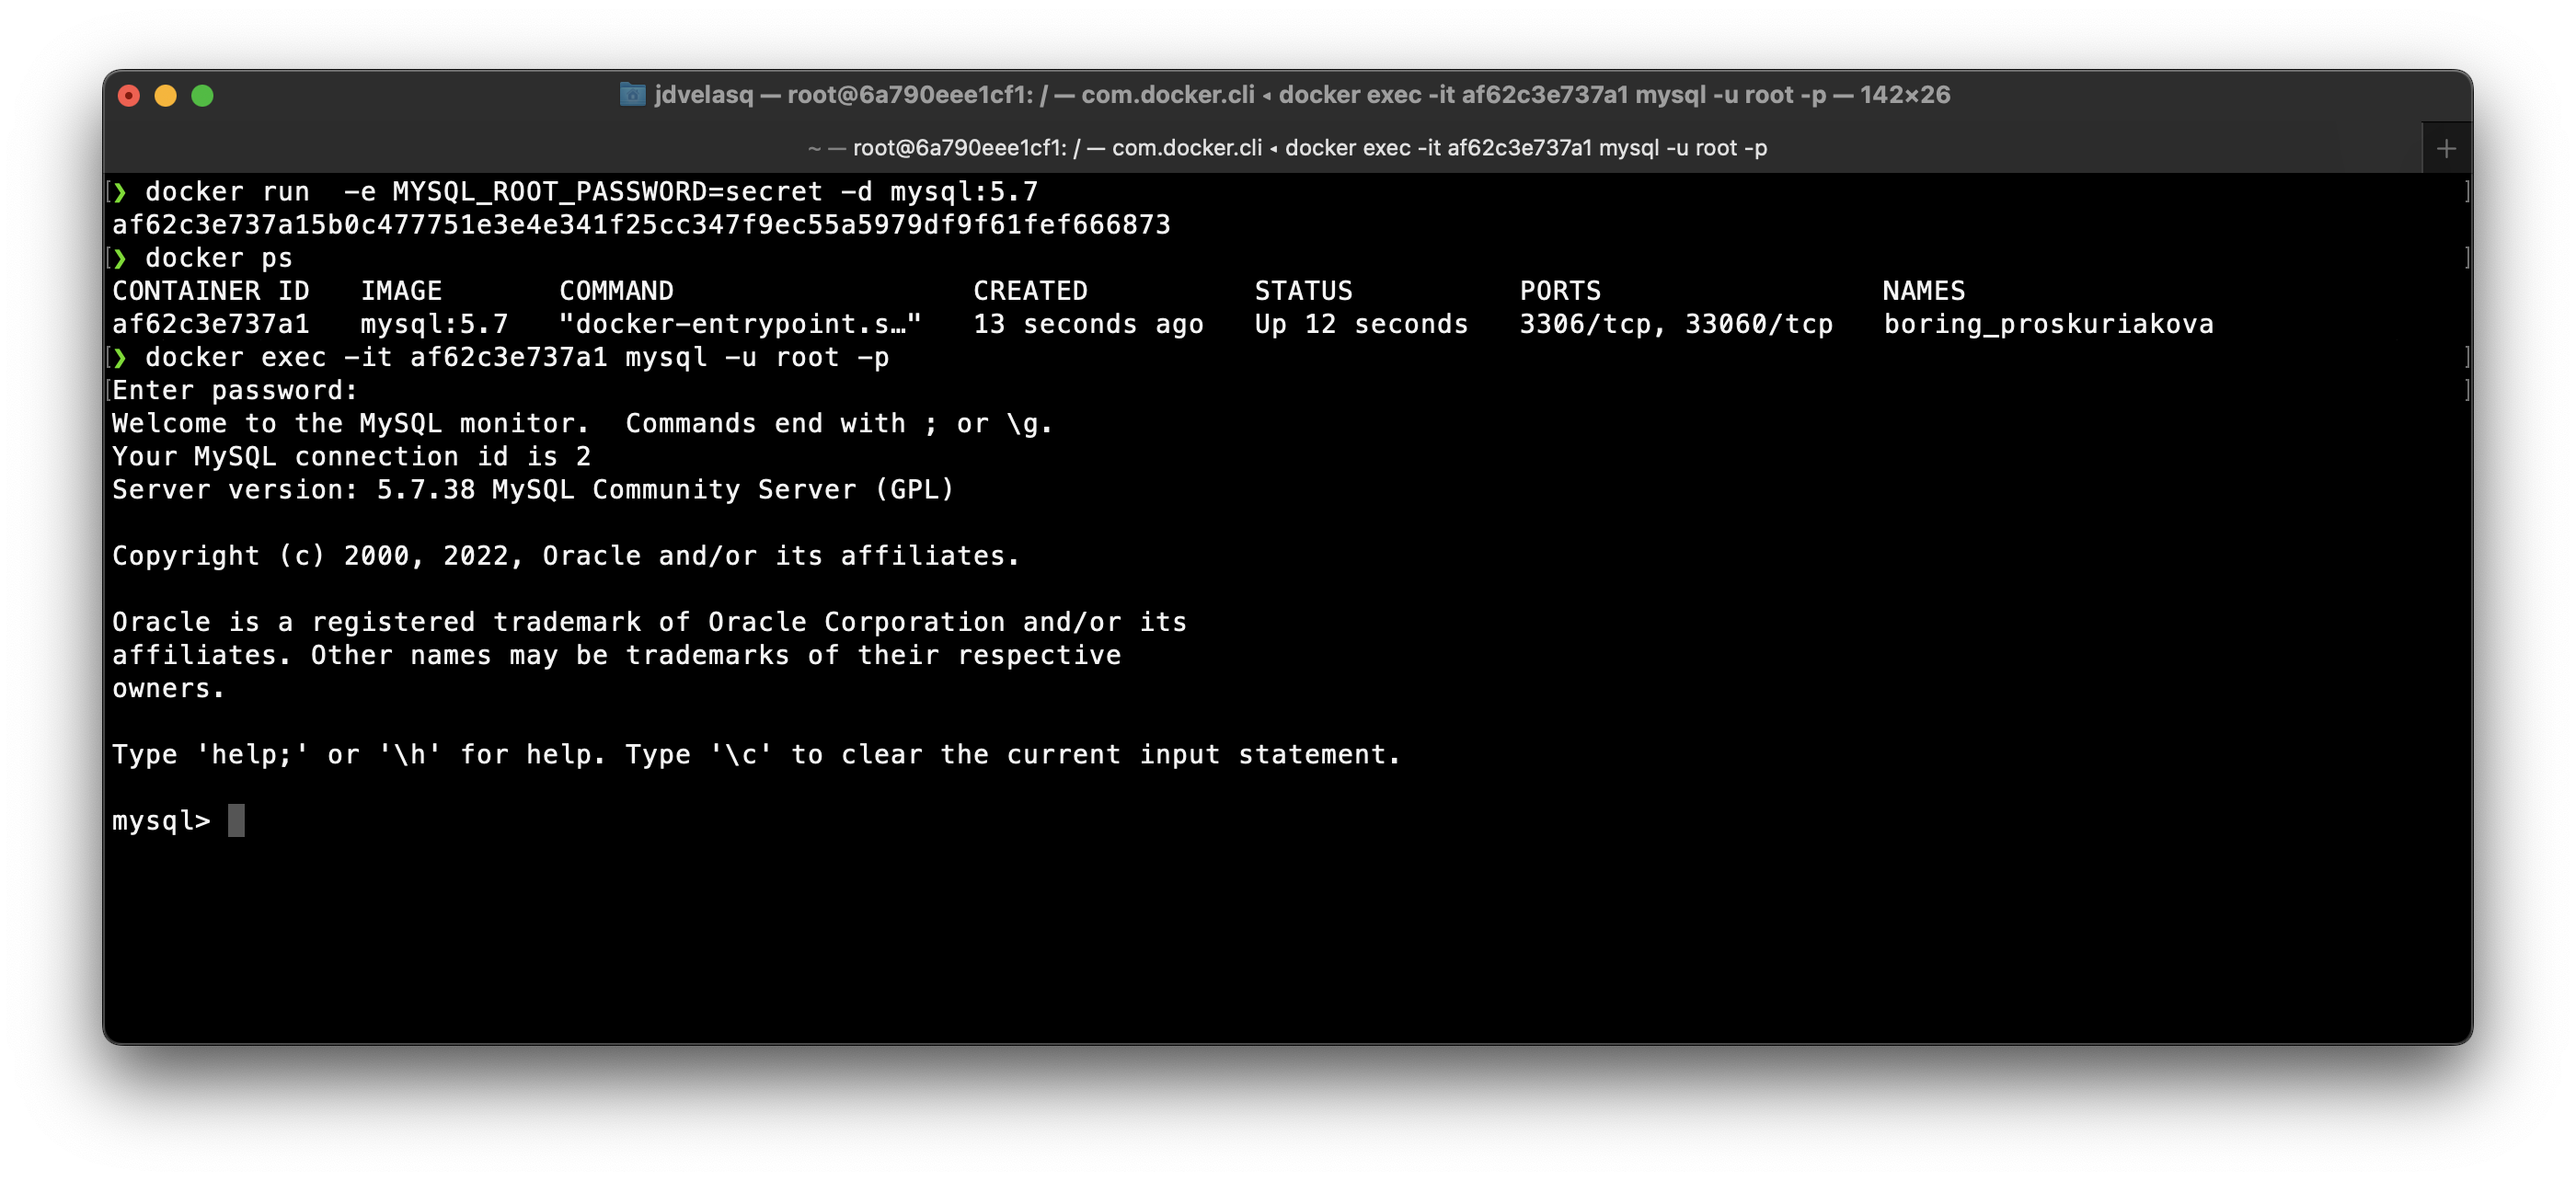 jdvelasq — root@6a790eee1cf1: / — com.docker.cli ◂ docker exec -it af62c3e737a1 mysql -u root -p — 142×26
~ — root@6a790eee1cf1: / — com.docker.cli ◂ docker exec -it af62c3e737a1 mysql -u root -p
[❯ docker run  -e MYSQL_ROOT_PASSWORD=secret -d mysql:5.7 ]
af62c3e737a15b0c477751e3e4e341f25cc347f9ec55a5979df9f61fef666873
[❯ docker ps ]
CONTAINER ID   IMAGE       COMMAND                  CREATED          STATUS          PORTS                 NAMES
af62c3e737a1   mysql:5.7   "docker-entrypoint.s…"   13 seconds ago   Up 12 seconds   3306/tcp, 33060/tcp   boring_proskuriakova
[❯ docker exec -it af62c3e737a1 mysql -u root -p ]
[Enter password: ]
Welcome to the MySQL monitor.  Commands end with ; or \g.
Your MySQL connection id is 2
Server version: 5.7.38 MySQL Community Server (GPL)

Copyright (c) 2000, 2022, Oracle and/or its affiliates.

Oracle is a registered trademark of Oracle Corporation and/or its
affiliates. Other names may be trademarks of their respective
owners.

Type 'help;' or '\h' for help. Type '\c' to clear the current input statement.

mysql>